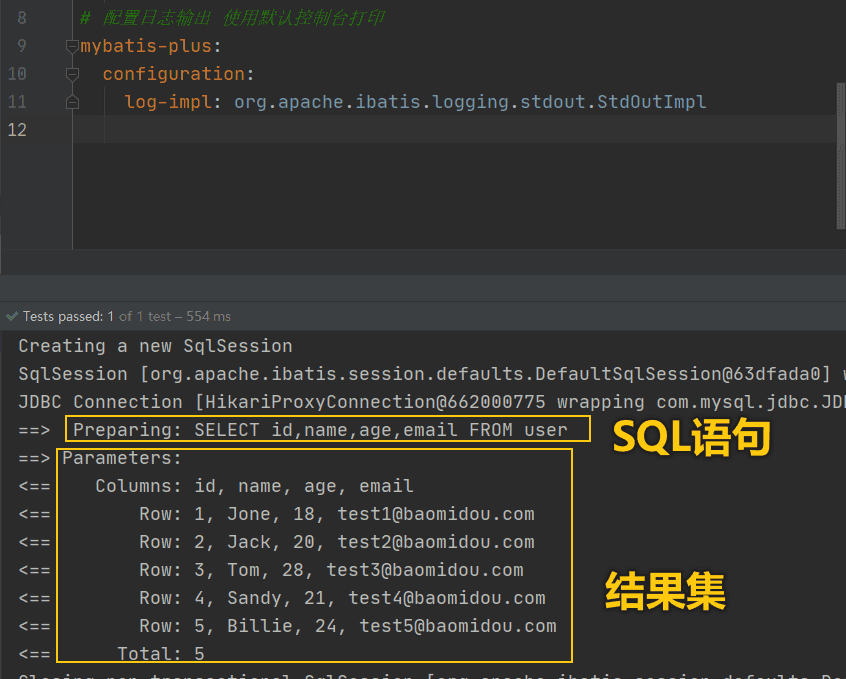 8 # 配置日志输出 使用默认控制台打印
9 mybatis-plus:
10 configuration:
11 log-impl: org.apache.ibatis.logging.stdout.StdOutImpl
12
Tests passed: 1 of 1 test – 554 ms
Creating a new SqlSession
SqlSession [org.apache.ibatis.session.defaults.DefaultSqlSession@63dfada0] w
JDBC Connection [HikariProxyConnection@662000775 wrapping com.mysql.jdbc.JDB
==> Preparing: SELECT id,name,age,email FROM user
SQL语句
==> Parameters:
<== Columns: id, name, age, email
<== Row: 1, Jone, 18, test1@baomidou.com
<== Row: 2, Jack, 20, test2@baomidou.com
<== Row: 3, Tom, 28, test3@baomidou.com
<== Row: 4, Sandy, 21, test4@baomidou.com
结果集
<== Row: 5, Billie, 24, test5@baomidou.com
<== Total: 5